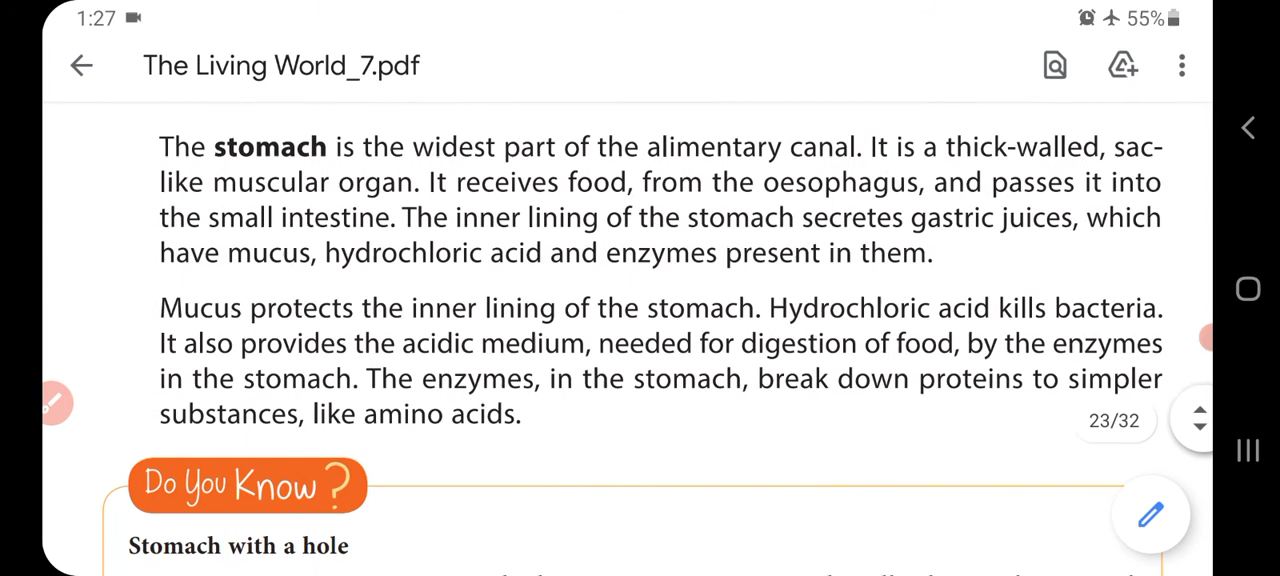 1:27
55%
The Living World_7.pdf
The stomach is the widest part of the alimentary canal. It is a thick-walled, sac-
like muscular organ. It receives food, from the oesophagus, and passes it into
the small intestine. The inner lining of the stomach secretes gastric juices, which
have mucus, hydrochloric acid and enzymes present in them.
Mucus protects the inner lining of the stomach. Hydrochloric acid kills bacteria.
It also provides the acidic medium, needed for digestion of food, by the enzymes
in the stomach. The enzymes, in the stomach, break down proteins to simpler
substances, like amino acids.
23/32
Do You Know?
Stomach with a hole